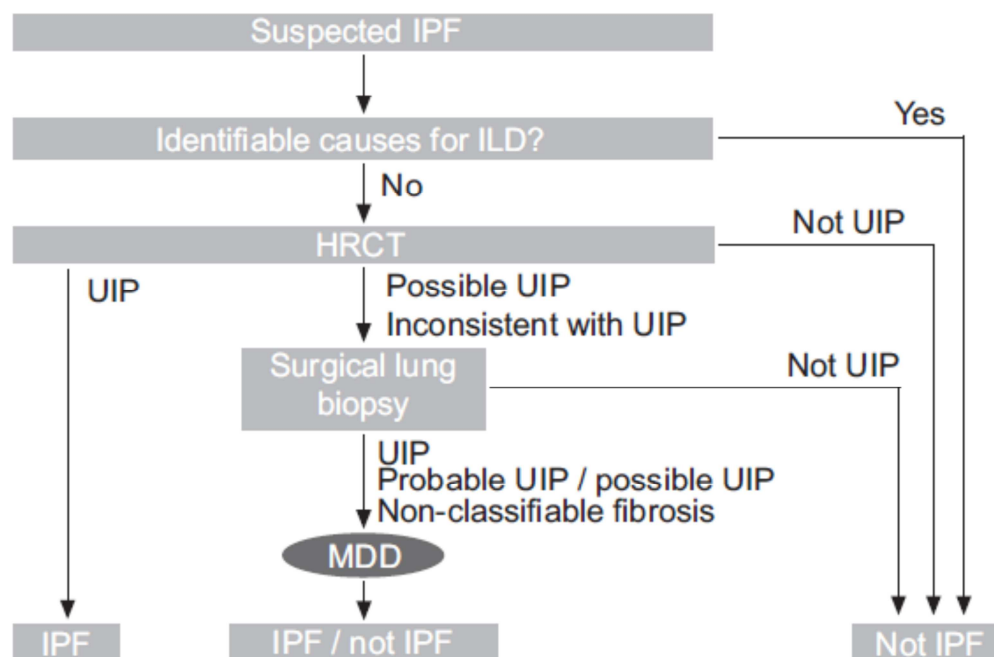 Suspected IPF
Identifiable causes for ILD?
Yes
No
HRCT
Not UIP
UIP
Possible UIP
Inconsistent with UIP
Surgical lung
biopsy
Not UIP
UIP
Probable UIP / possible UIP
Non-classifiable fibrosis
MDD
IPF
IPF / not IPF
Not IPF